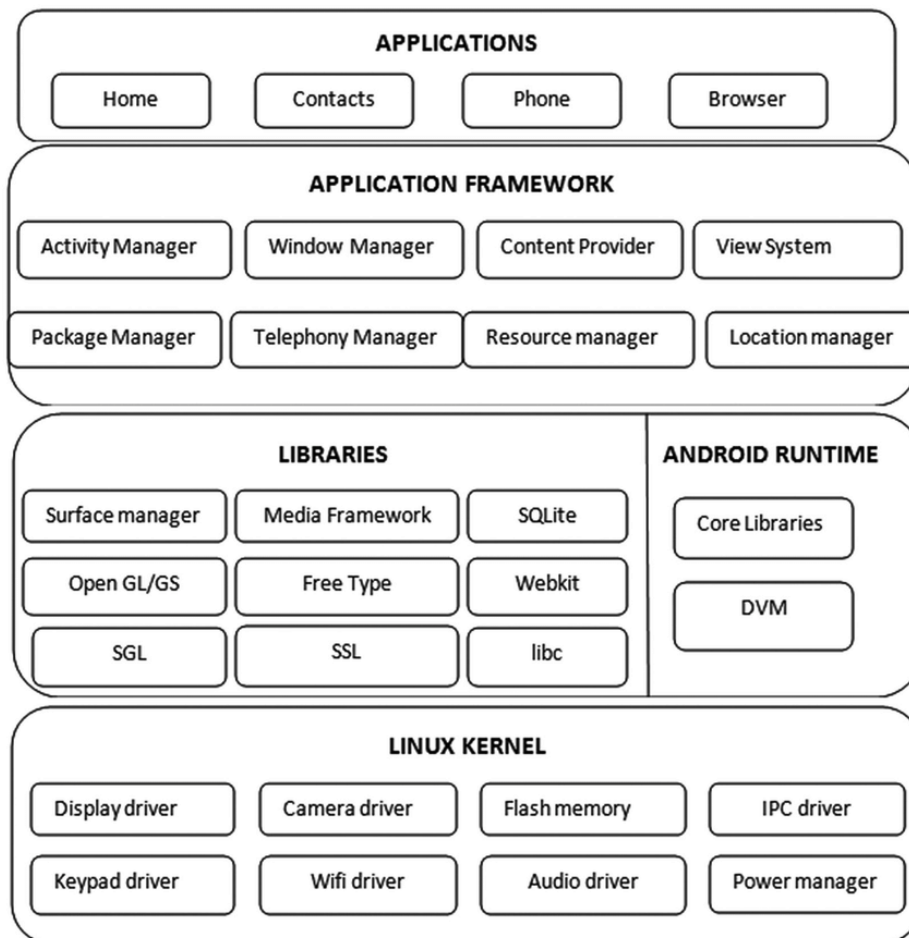 APPLICATIONS
Home Contacts Phone Browser
APPLICATION FRAMEWORK
Activity Manager Window Manager Content Provider View System
Package Manager Telephony Manager Resource manager Location manager
LIBRARIES ANDROID RUNTIME
Surface manager Media Framework SQLite Core Libraries
Open GL/GS Free Type Webkit DVM
SGL SSL libc
LINUX KERNEL
Display driver Camera driver Flash memory IPC driver
Keypad driver Wifi driver Audio driver Power manager